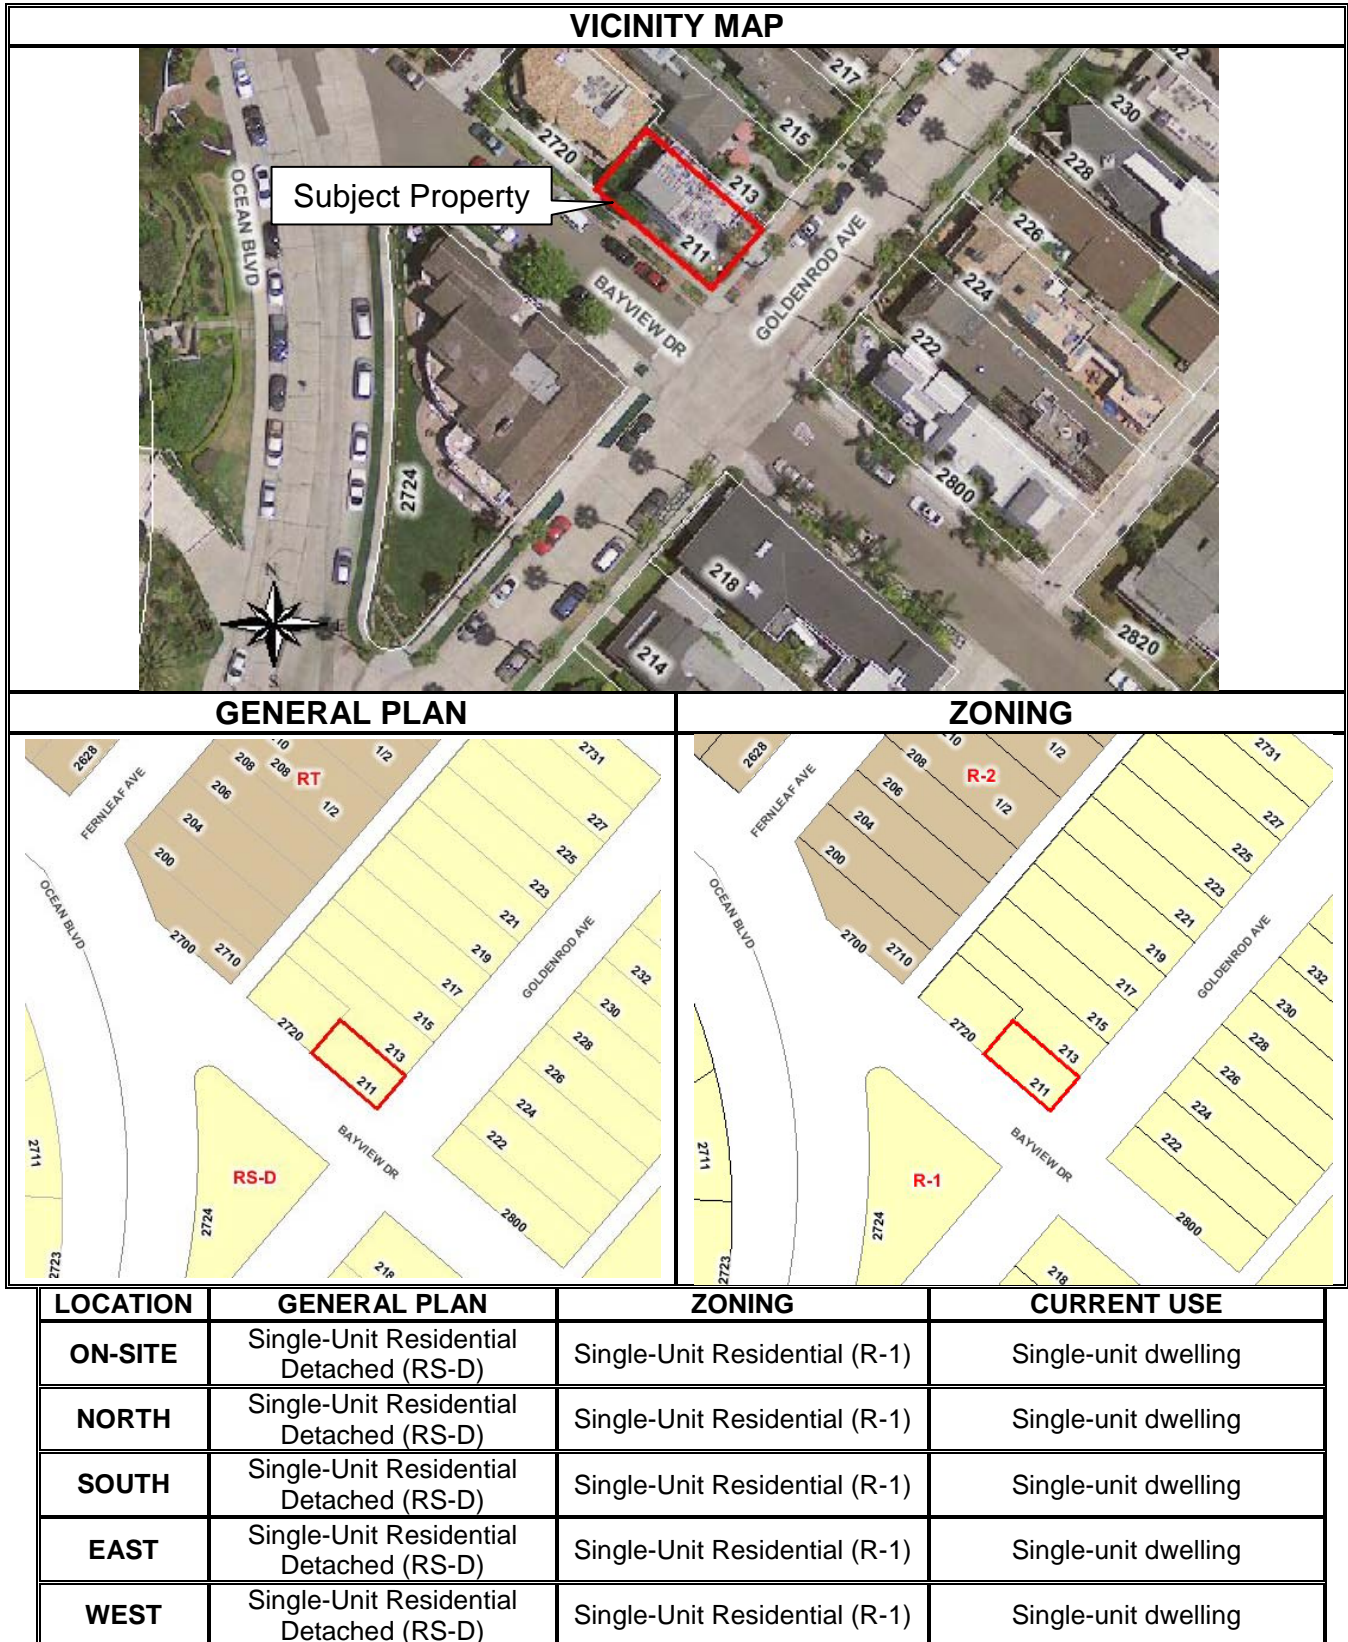 VICINITY MAP
Subject Property
OCEAN BLVD
BAYVIEW DR
GOLDENROD AVE
2720
217
215
213
211
230
228
226
224
222
2800
2724
218
214
2820
N
E
S
GENERAL PLAN
2628
FERNLEAF AVE
210
208
208
1/2
RT
206
1/2
204
200
2731
227
225
223
221
219
217
215
213
211
OCEAN BLVD
2700
2710
2720
GOLDENROD AVE
232
230
228
226
224
222
2800
BAYVIEW DR
RS-D
2711
2724
2723
218
ZONING
2628
FERNLEAF AVE
208
1/2
R-2
206
1/2
204
200
2731
227
225
223
221
219
217
215
213
211
OCEAN BLVD
2700
2710
2720
GOLDENROD AVE
232
230
228
226
224
222
2800
BAYVIEW DR
R-1
2711
2724
2723
218
LOCATION GENERAL PLAN ZONING CURRENT USE
ON-SITE Single-Unit Residential Detached (RS-D) Single-Unit Residential (R-1) Single-unit dwelling
NORTH Single-Unit Residential Detached (RS-D) Single-Unit Residential (R-1) Single-unit dwelling
SOUTH Single-Unit Residential Detached (RS-D) Single-Unit Residential (R-1) Single-unit dwelling
EAST Single-Unit Residential Detached (RS-D) Single-Unit Residential (R-1) Single-unit dwelling
WEST Single-Unit Residential Detached (RS-D) Single-Unit Residential (R-1) Single-unit dwelling